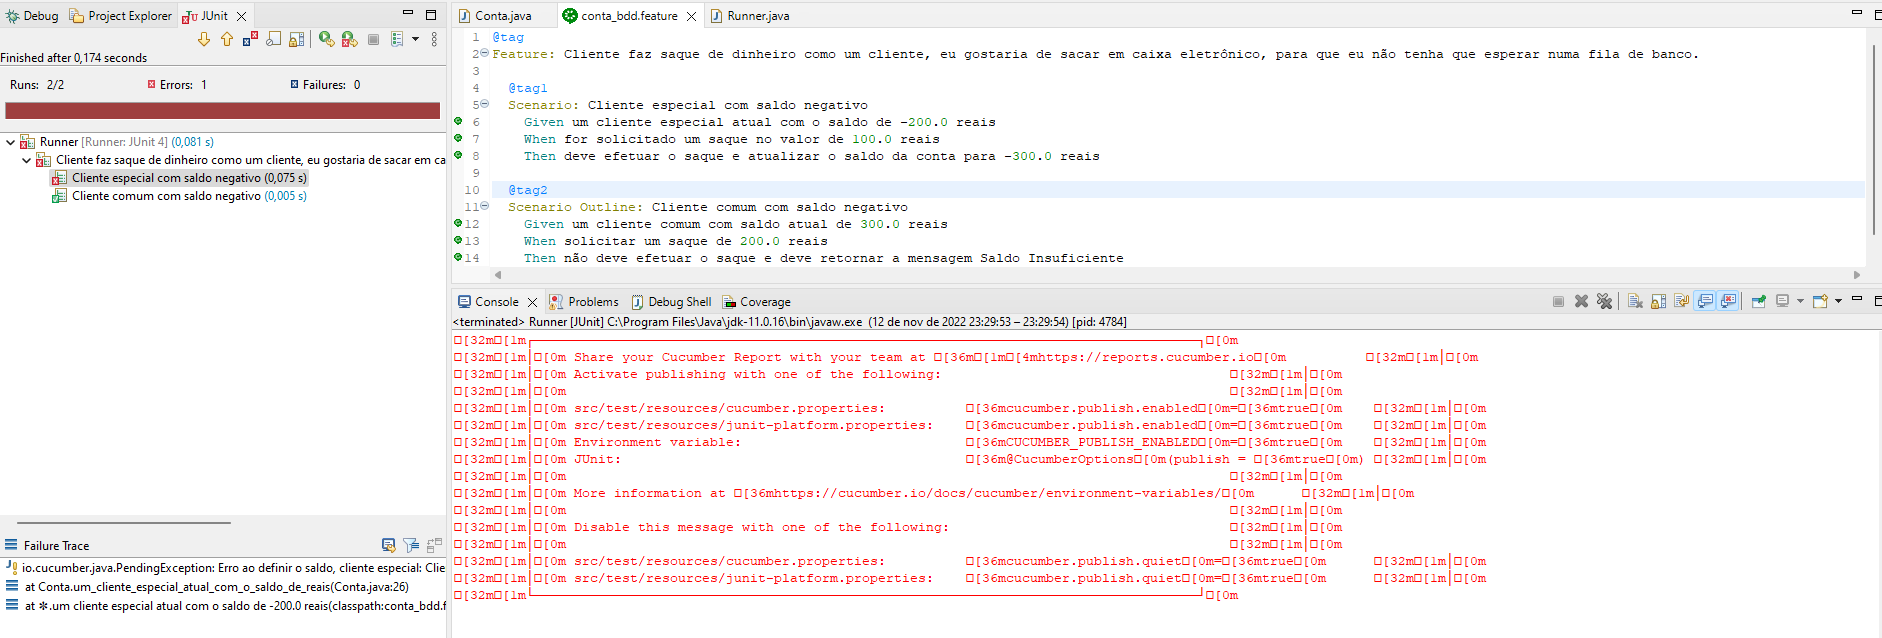 Debug Project Explorer JUnit
Finished after 0,174 seconds
Runs: 2/2 Errors: 1 Failures: 0
Runner [Runner: JUnit 4] (0,081 s)
Cliente faz saque de dinheiro como um cliente, eu gostaria de sacar em ca
Cliente especial com saldo negativo (0,075 s)
Cliente comum com saldo negativo (0,005 s)
Failure Trace
io.cucumber.java.PendingException: Erro ao definir o saldo, cliente especial: Clie
at Conta.um_cliente_especial_atual_com_o_saldo_de_reais(Conta.java:26)
at ✽.um cliente especial atual com o saldo de -200.0 reais(classpath:conta_bdd.f
Conta.java conta_bdd.feature Runner.java
1 @tag
2 Feature: Cliente faz saque de dinheiro como um cliente, eu gostaria de sacar em caixa eletrônico, para que eu não tenha que esperar numa fila de banco.
3
4 @tag1
5 Scenario: Cliente especial com saldo negativo
6 Given um cliente especial atual com o saldo de -200.0 reais
7 When for solicitado um saque no valor de 100.0 reais
8 Then deve efetuar o saque e atualizar o saldo da conta para -300.0 reais
9
10 @tag2
11 Scenario Outline: Cliente comum com saldo negativo
12 Given um cliente comum com saldo atual de 300.0 reais
13 When solicitar um saque de 200.0 reais
14 Then não deve efetuar o saque e deve retornar a mensagem Saldo Insuficiente
Console Problems Debug Shell Coverage
<terminated> Runner [JUnit] C:\Program Files\Java\jdk-11.0.16\bin\javaw.exe (12 de nov de 2022 23:29:53 – 23:29:54) [pid: 4784]
□[32m□[1m┌──────────────────────────────────────────────────────────────────────────────────┐□[0m
□[32m□[1m│□[0m Share your Cucumber Report with your team at □[36m□[1m□[4mhttps://reports.cucumber.io□[0m □[32m□[1m│□[0m
□[32m□[1m│□[0m Activate publishing with one of the following: □[32m□[1m│□[0m
□[32m□[1m│□[0m □[32m□[1m│□[0m
□[32m□[1m│□[0m src/test/resources/cucumber.properties: □[36mcucumber.publish.enabled□[0m=□[36mtrue□[0m □[32m□[1m│□[0m
□[32m□[1m│□[0m src/test/resources/junit-platform.properties: □[36mcucumber.publish.enabled□[0m=□[36mtrue□[0m □[32m□[1m│□[0m
□[32m□[1m│□[0m Environment variable: □[36mCUCUMBER_PUBLISH_ENABLED□[0m=□[36mtrue□[0m □[32m□[1m│□[0m
□[32m□[1m│□[0m JUnit: □[36m@CucumberOptions□[0m(publish = □[36mtrue□[0m) □[32m□[1m│□[0m
□[32m□[1m│□[0m □[32m□[1m│□[0m
□[32m□[1m│□[0m More information at □[36mhttps://cucumber.io/docs/cucumber/environment-variables/□[0m □[32m□[1m│□[0m
□[32m□[1m│□[0m □[32m□[1m│□[0m
□[32m□[1m│□[0m Disable this message with one of the following: □[32m□[1m│□[0m
□[32m□[1m│□[0m □[32m□[1m│□[0m
□[32m□[1m│□[0m src/test/resources/cucumber.properties: □[36mcucumber.publish.quiet□[0m=□[36mtrue□[0m □[32m□[1m│□[0m
□[32m□[1m│□[0m src/test/resources/junit-platform.properties: □[36mcucumber.publish.quiet□[0m=□[36mtrue□[0m □[32m□[1m│□[0m
□[32m□[1m└──────────────────────────────────────────────────────────────────────────────────┘□[0m